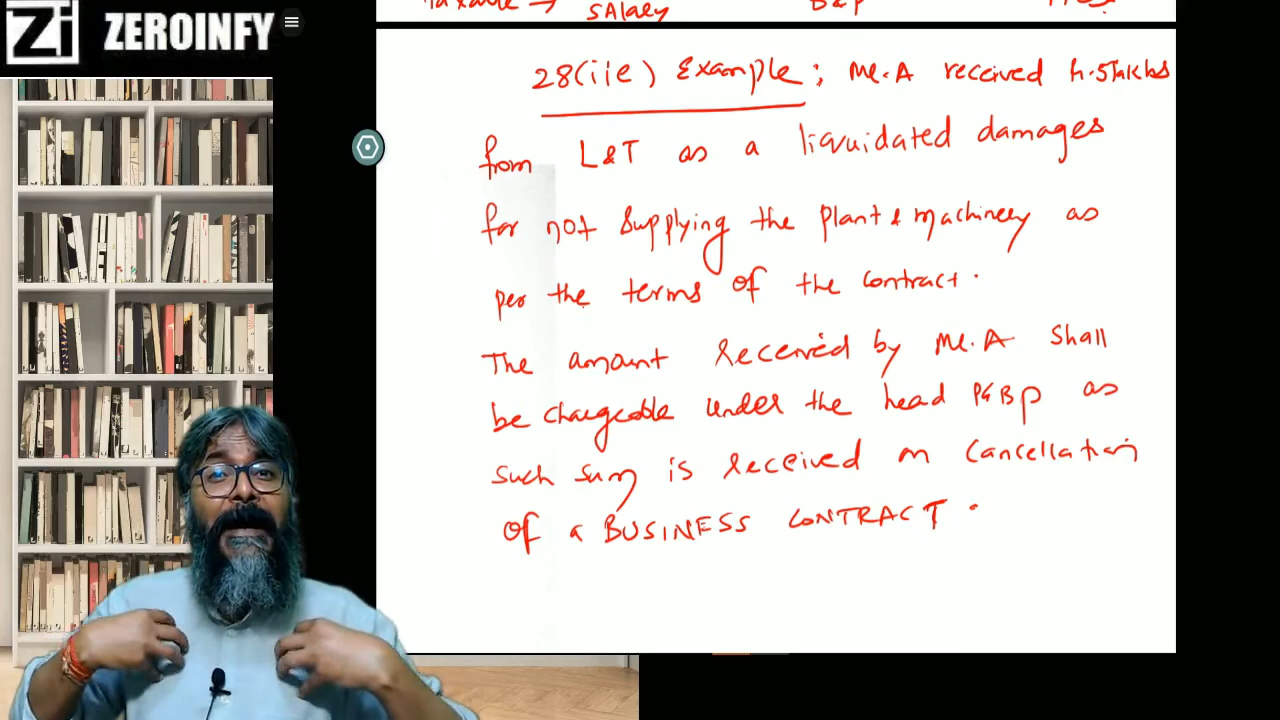 Zi ZEROINFY
Taxable → Salary
28(iie) Example : Mr. A received h. 5 lakhs
from L&T as a liquidated damages
for not supplying the plant & machinery as
per the terms of the contract.
The amount received by Mr. A shall
be chargeable under the head PGBP as
such sum is received on cancellation
of a BUSINESS CONTRACT.